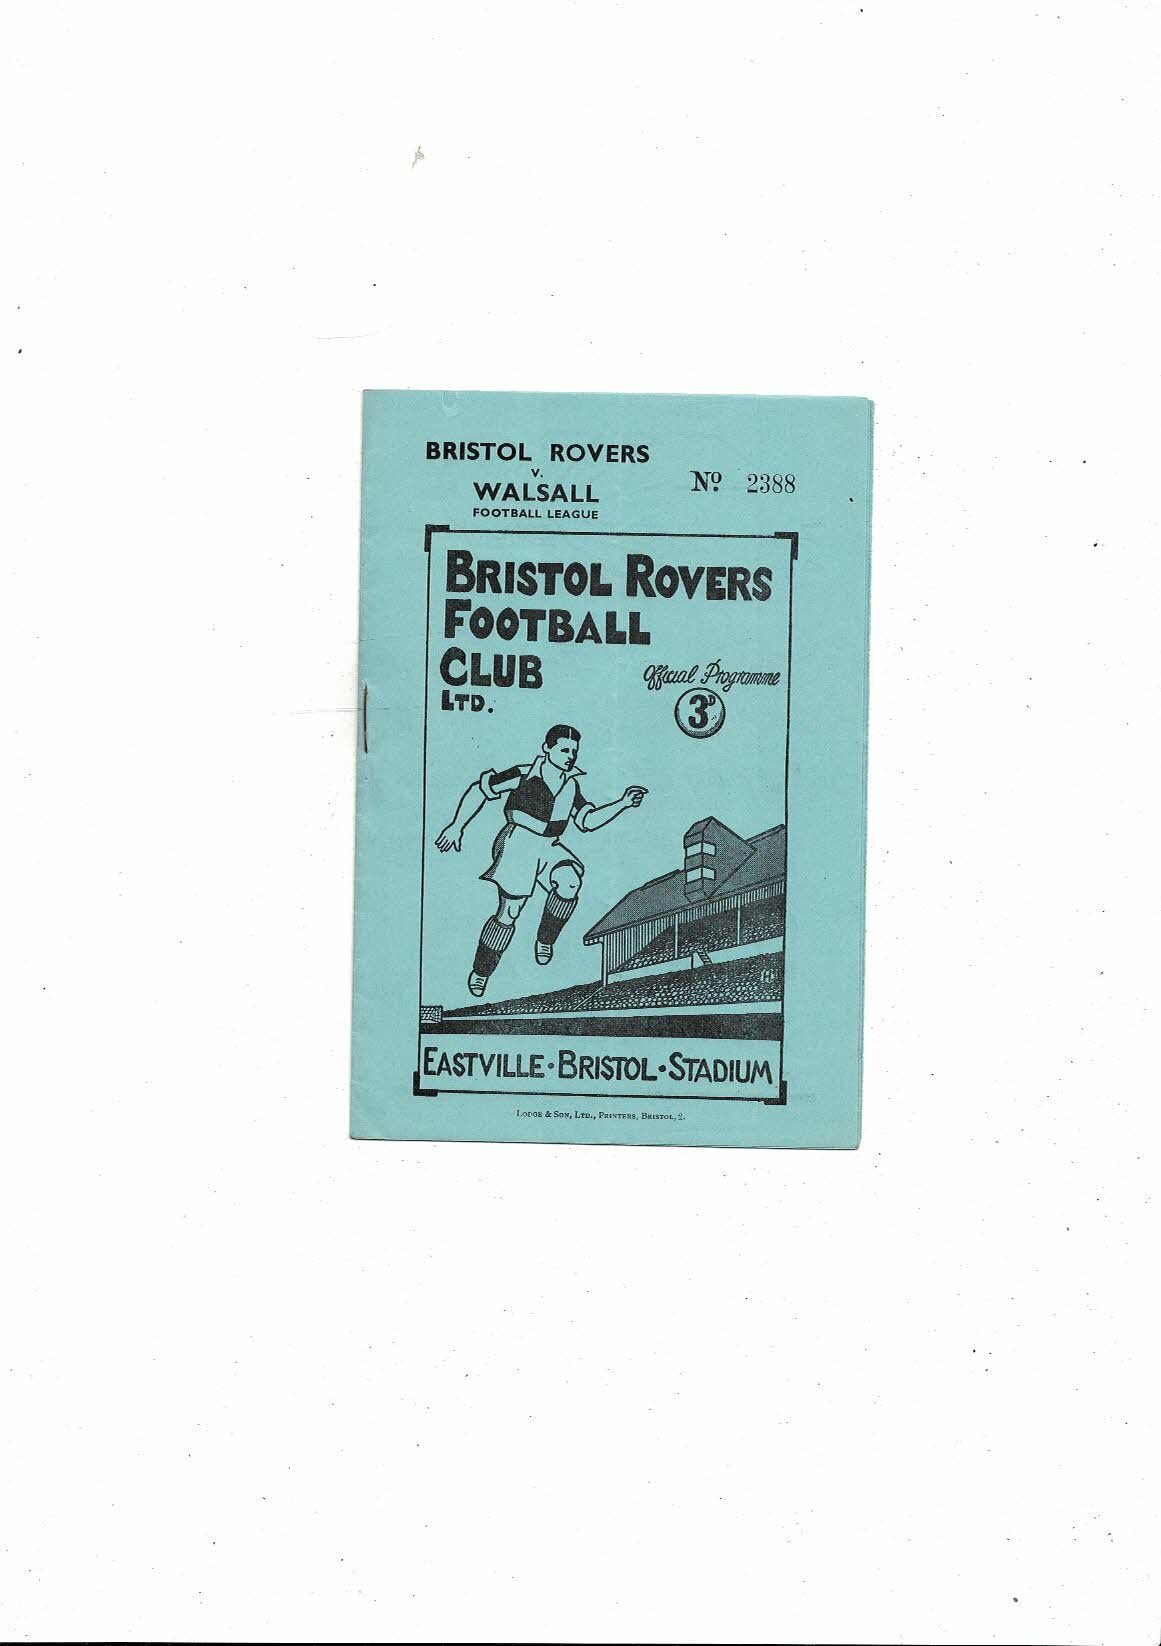 BRISTOL ROVERS
V.
WALSALL
FOOTBALL LEAGUE
Nº 2388
BRISTOL ROVERS
FOOTBALL
CLUB
LTD.
Official Programme
3D
EASTVILLE • BRISTOL • STADIUM
LODGE & SON, LTD., PRINTERS, BRISTOL, 2.